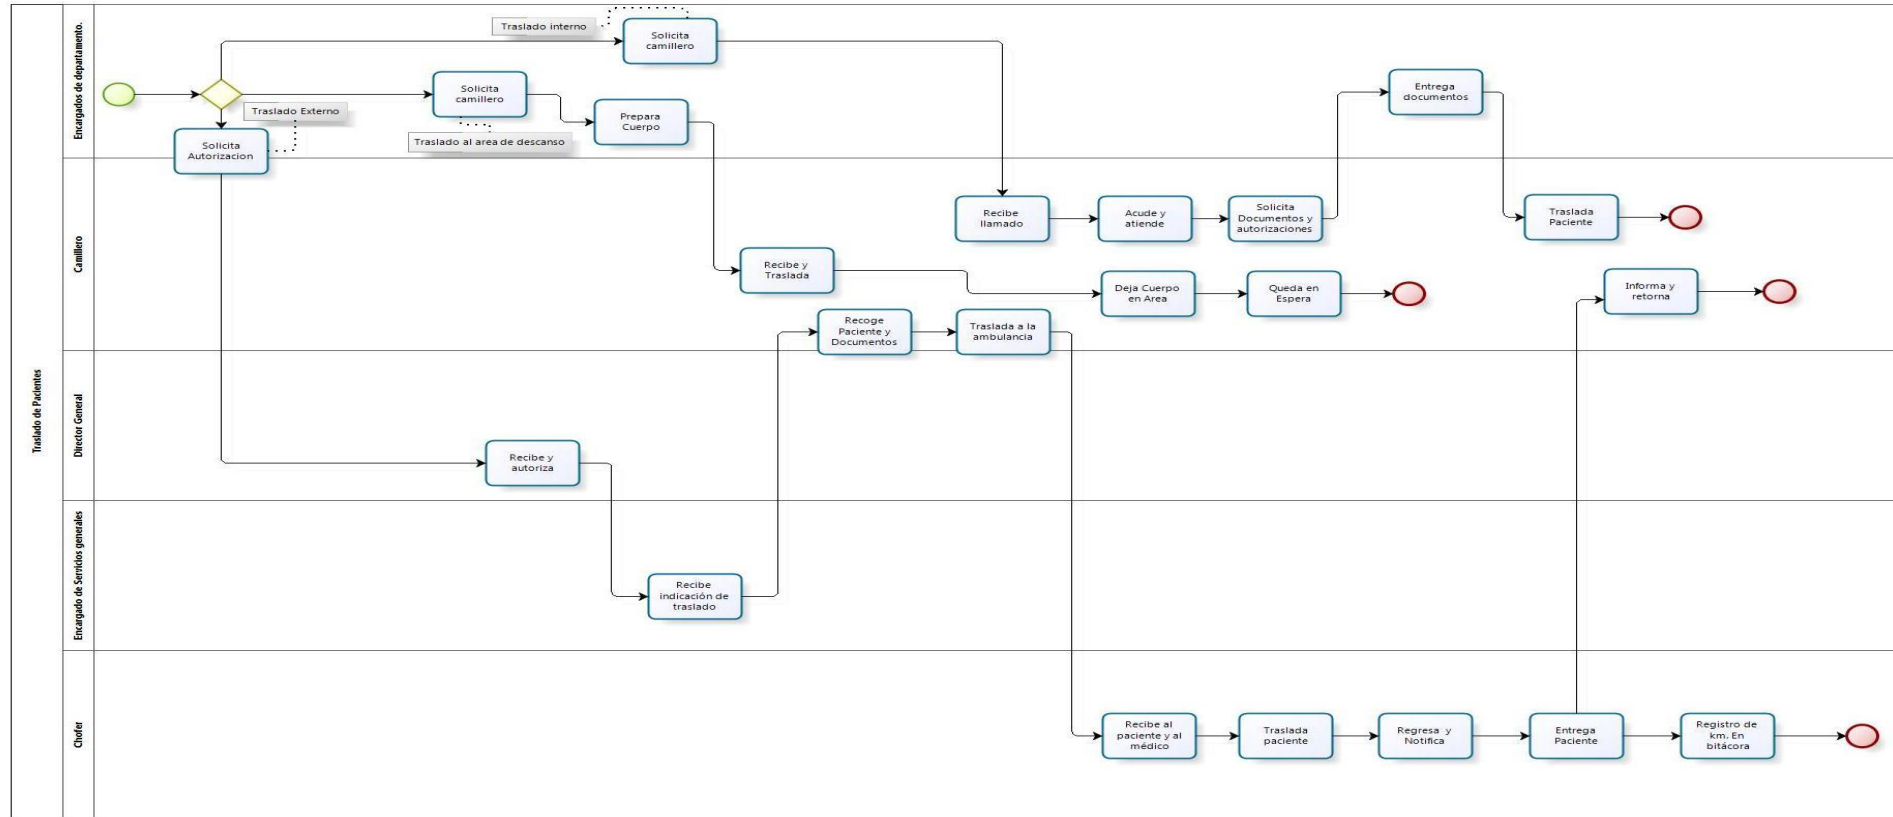 Traslado de Pacientes
Encargados de departamento.
Traslado interno
Solicita
camillero
Solicita
camillero
Traslado Externo
Prepara
Cuerpo
Traslado al area de descanso
Solicita
Autorizacion
Entrega
documentos
Camillero
Recibe
llamado
Acude y
atiende
Solicita
Documentos y
autorizaciones
Traslada
Paciente
Recibe y
Traslada
Deja Cuerpo
en Area
Queda en
Espera
Informa y
retorna
Recoge
Paciente y
Documentos
Traslada a la
ambulancia
Director General
Recibe y
autoriza
Encargado de Servicios generales
Recibe
indicación de
traslado
Chofer
Recibe al
paciente y al
médico
Traslada
paciente
Regresa y
Notifica
Entrega
Paciente
Registro de
km. En
bitácora